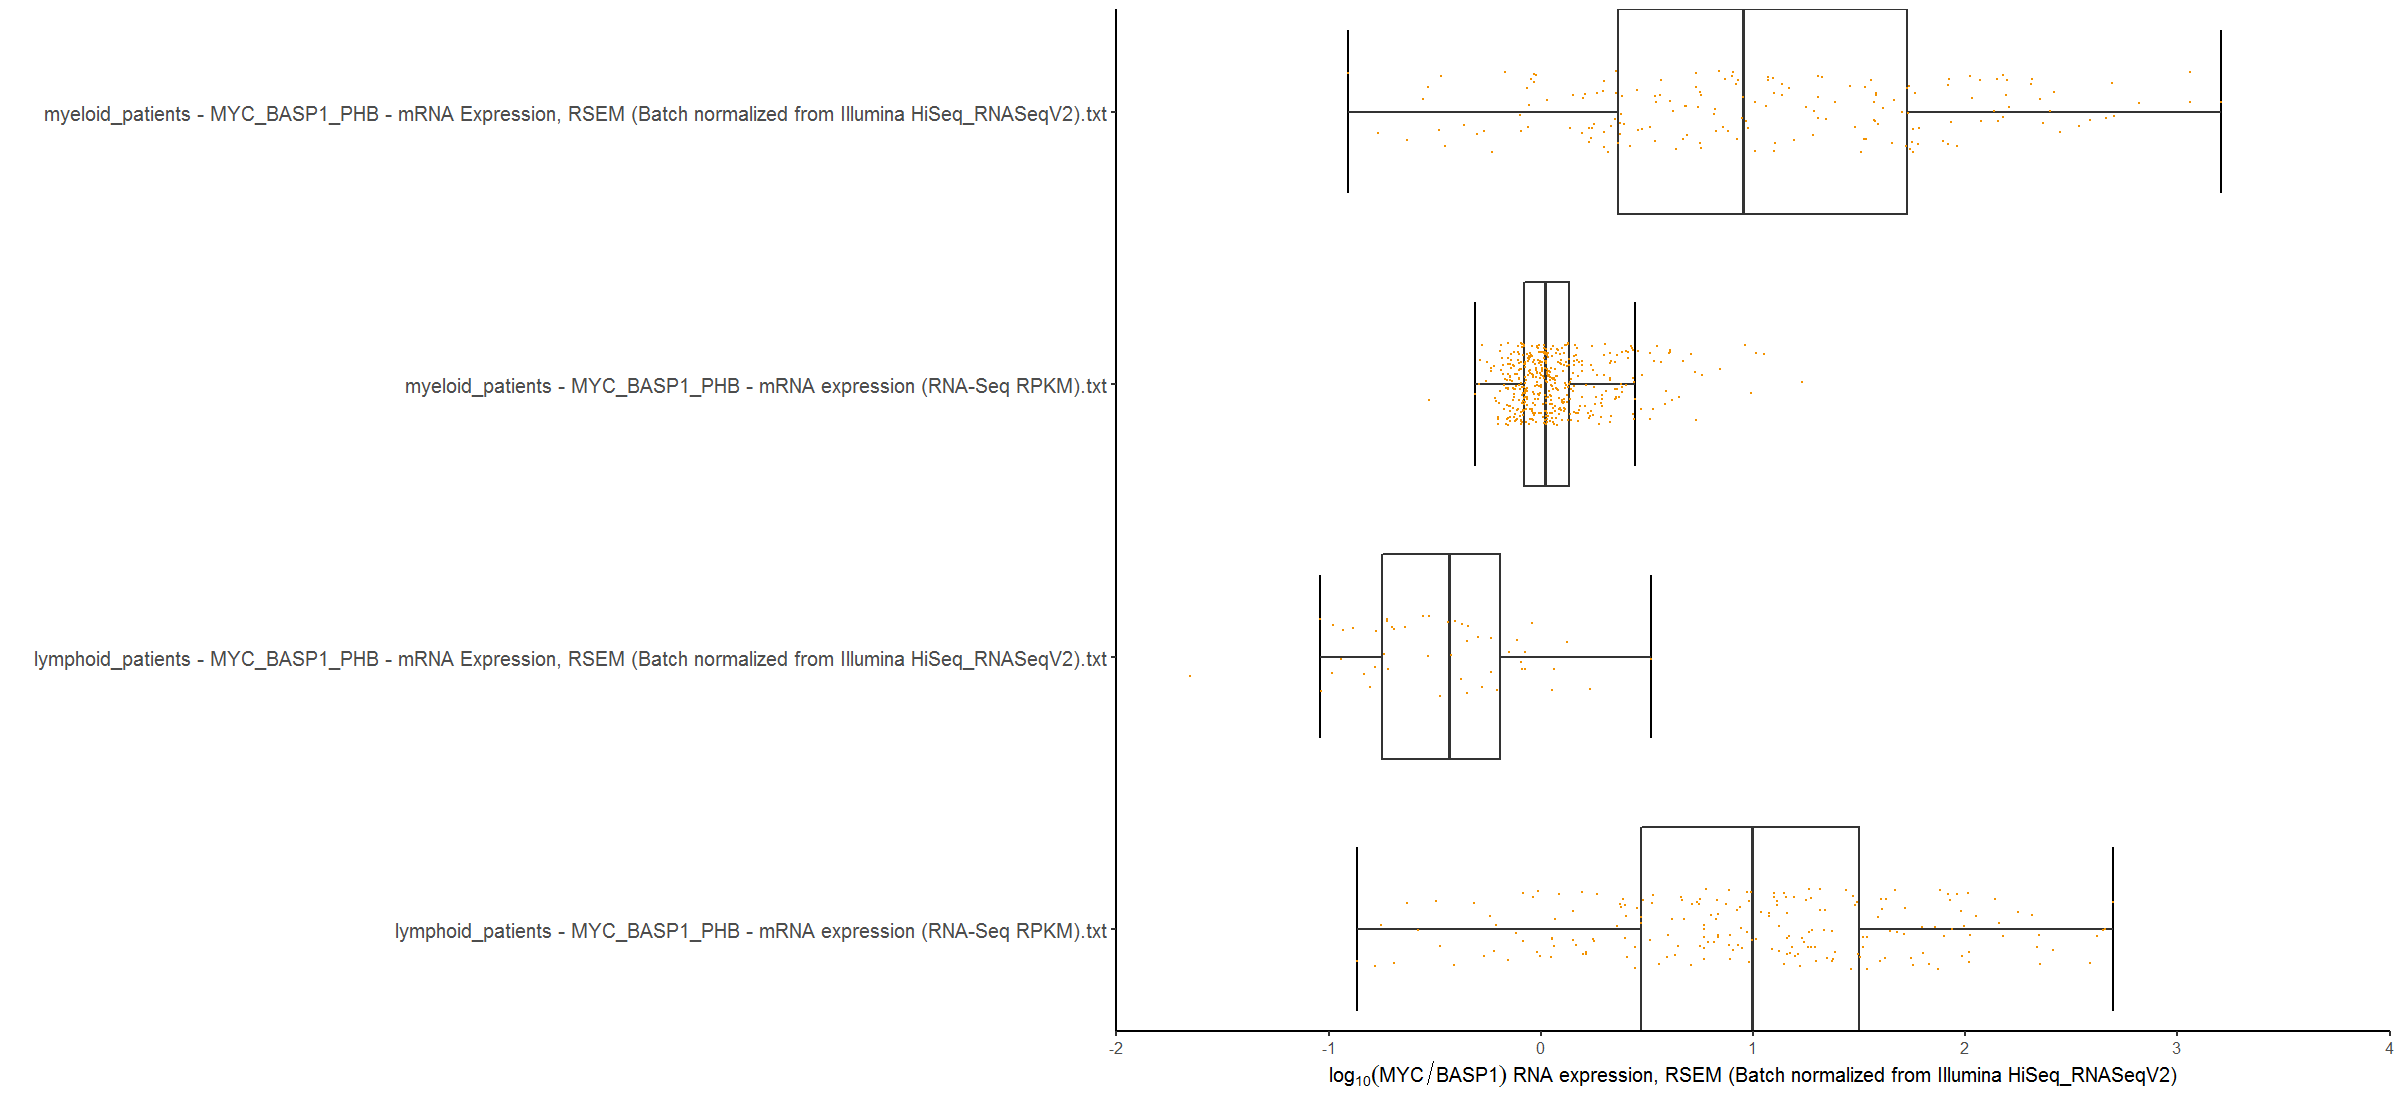 myeloid_patients - MYC_BASP1_PHB - mRNA Expression, RSEM (Batch normalized from Illumina HiSeq_RNASeqV2).txt
myeloid_patients - MYC_BASP1_PHB - mRNA expression (RNA-Seq RPKM).txt
lymphoid_patients - MYC_BASP1_PHB - mRNA Expression, RSEM (Batch normalized from Illumina HiSeq_RNASeqV2).txt
lymphoid_patients - MYC_BASP1_PHB - mRNA expression (RNA-Seq RPKM).txt
-2 -1 0 1 2 3 4
log₁₀(MYC/BASP1) RNA expression, RSEM (Batch normalized from Illumina HiSeq_RNASeqV2)